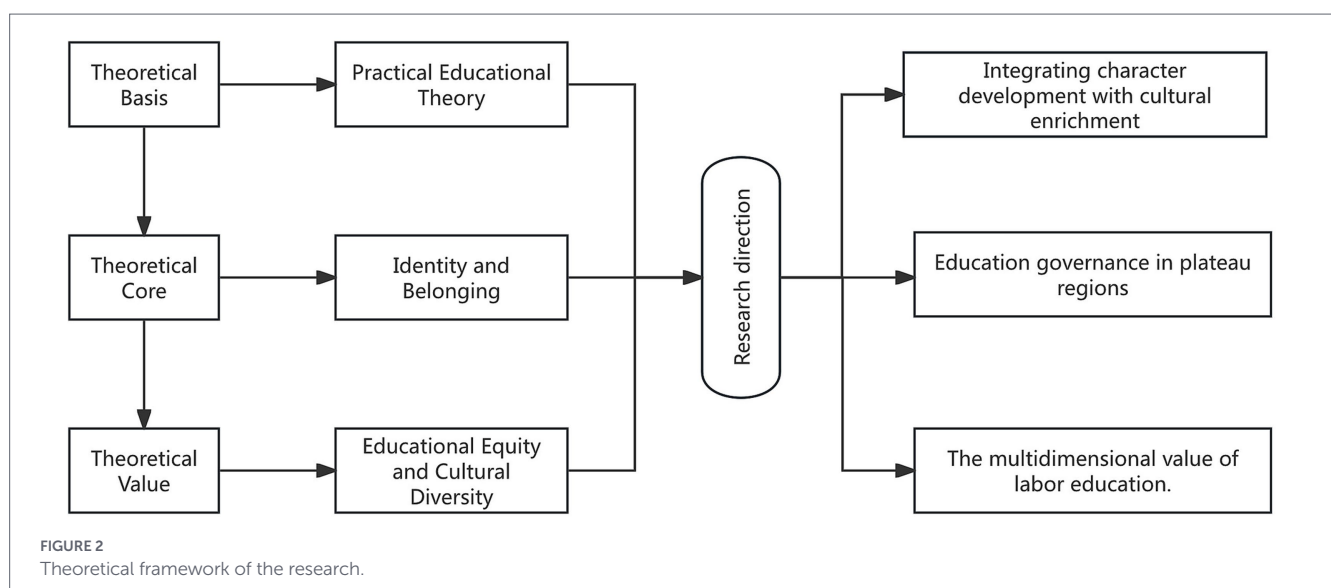 Theoretical
Basis
Practical Educational
Theory
Integrating character
development with cultural
enrichment
Theoretical
Core
Identity and
Belonging
Research direction
Education governance in plateau
regions
Theoretical
Value
Educational Equity
and Cultural
Diversity
The multidimensional value of
labor education.
FIGURE 2
Theoretical framework of the research.